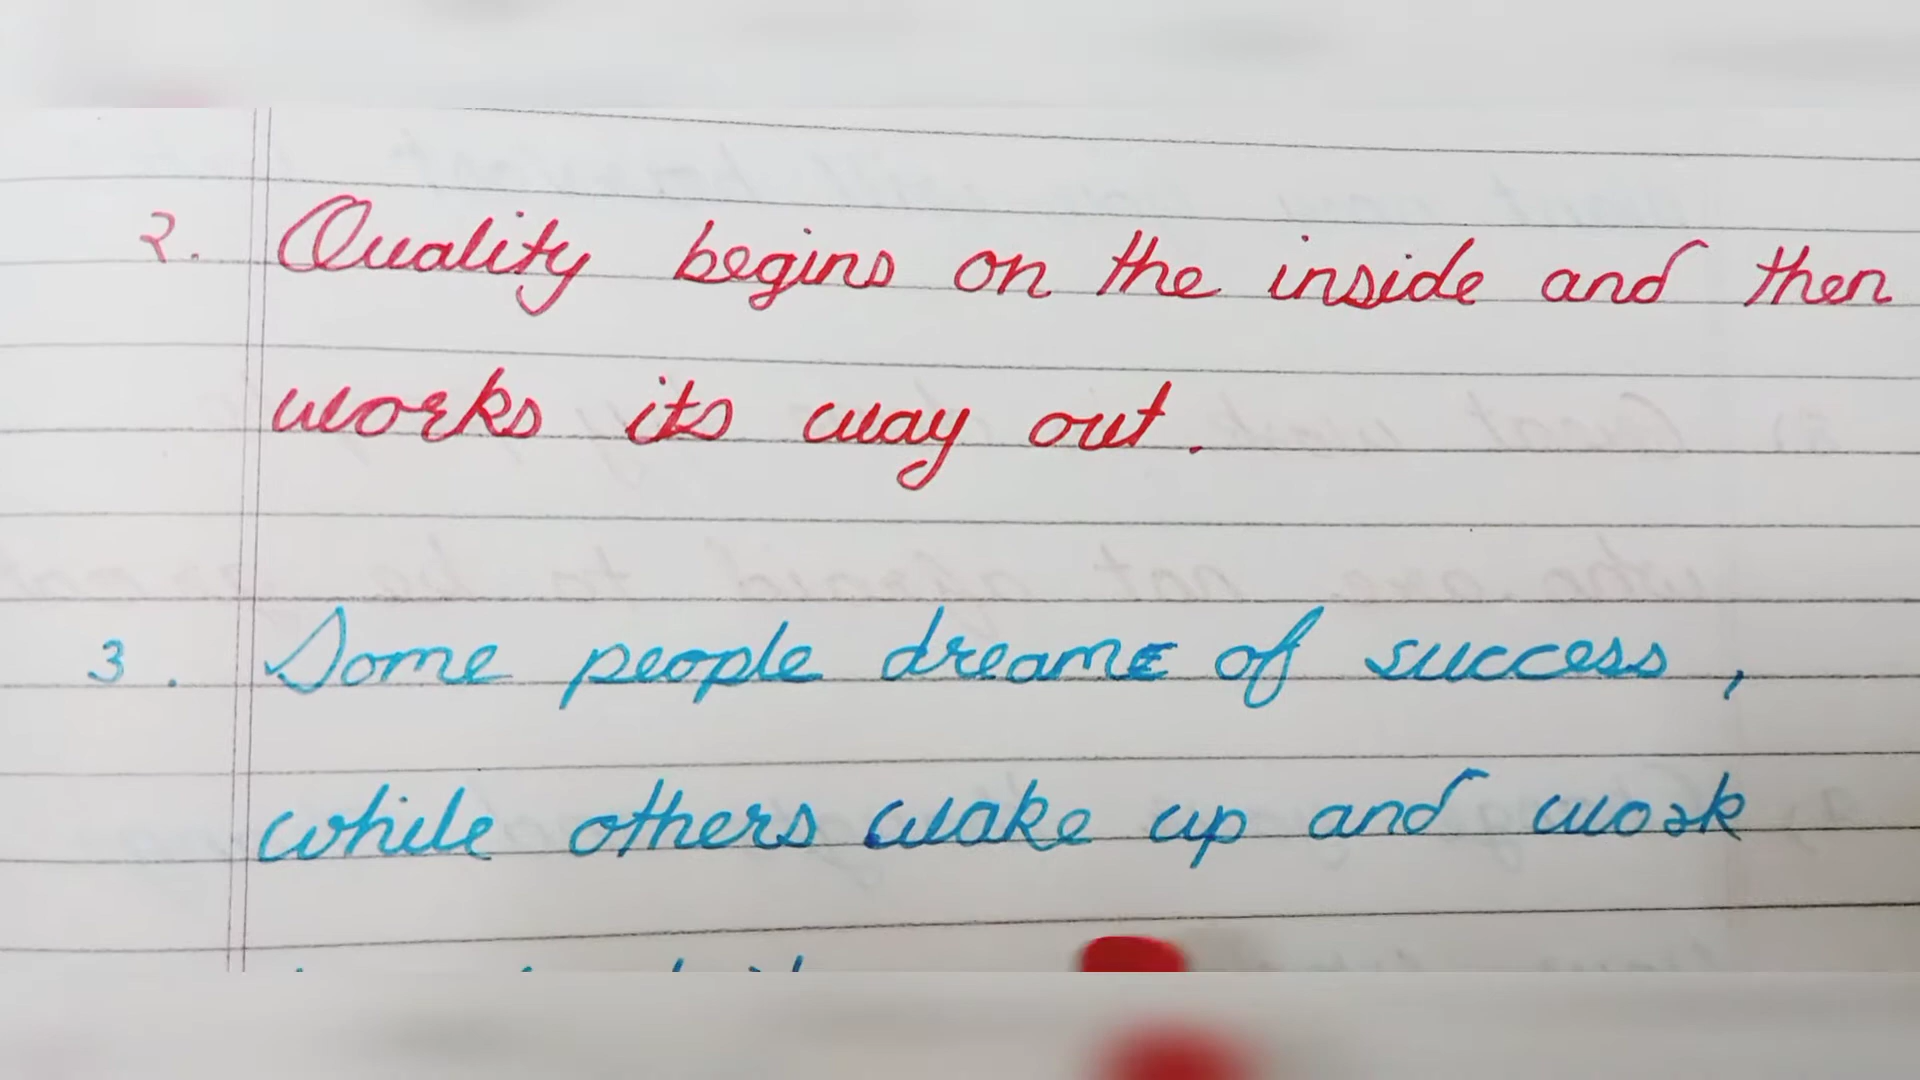 2. Quality begins on the inside and then
works its way out.
3. Some people dream of success,
while others wake up and work